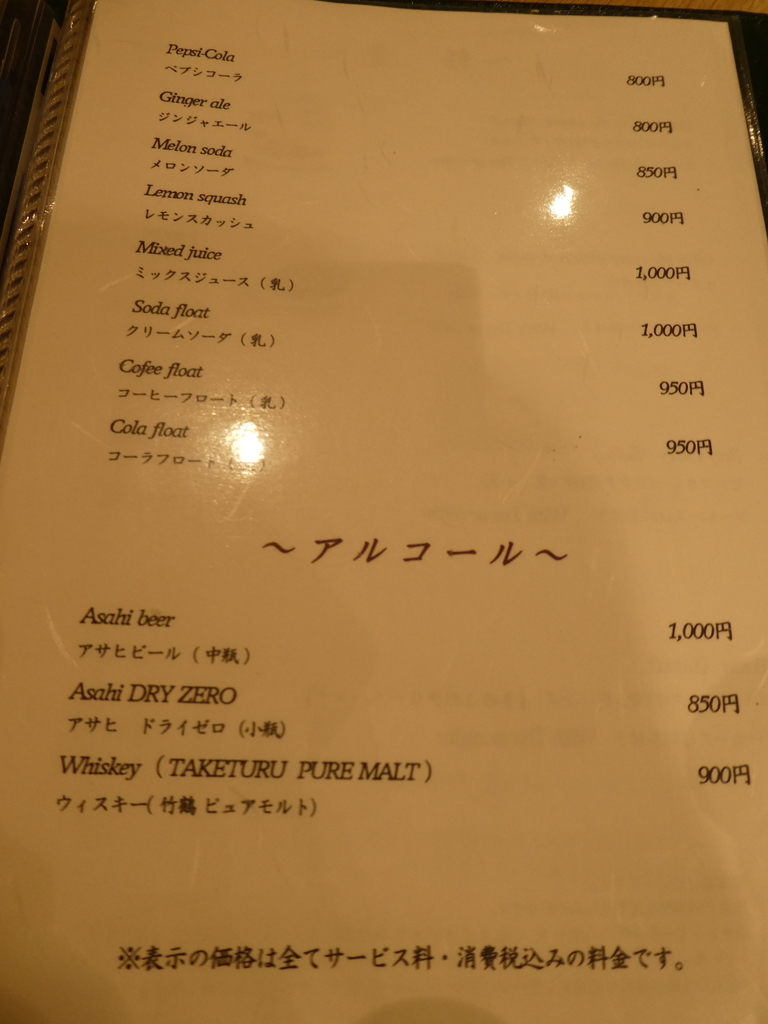 Pepsi-Cola 800円
ペプシコーラ
Ginger ale 800円
ジンジャエール
Melon soda 850円
メロンソーダ
Lemon squash 900円
レモンスカッシュ
Mixed juice 1,000円
ミックスジュース（乳）
Soda float 1,000円
クリームソーダ（乳）
Cofee float 950円
コーヒーフロート（乳）
Cola float 950円
コーラフロート
～アルコール～
Asahi beer 1,000円
アサヒビール（中瓶）
Asahi DRY ZERO 850円
アサヒ　ドライゼロ（小瓶）
Whiskey（TAKETURU PURE MALT） 900円
ウィスキー(竹鶴 ピュアモルト)
※表示の価格は全てサービス料・消費税込みの料金です。